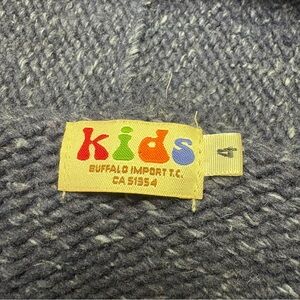 kids
BUFFALO IMPORT T.C.
CA 51354
4